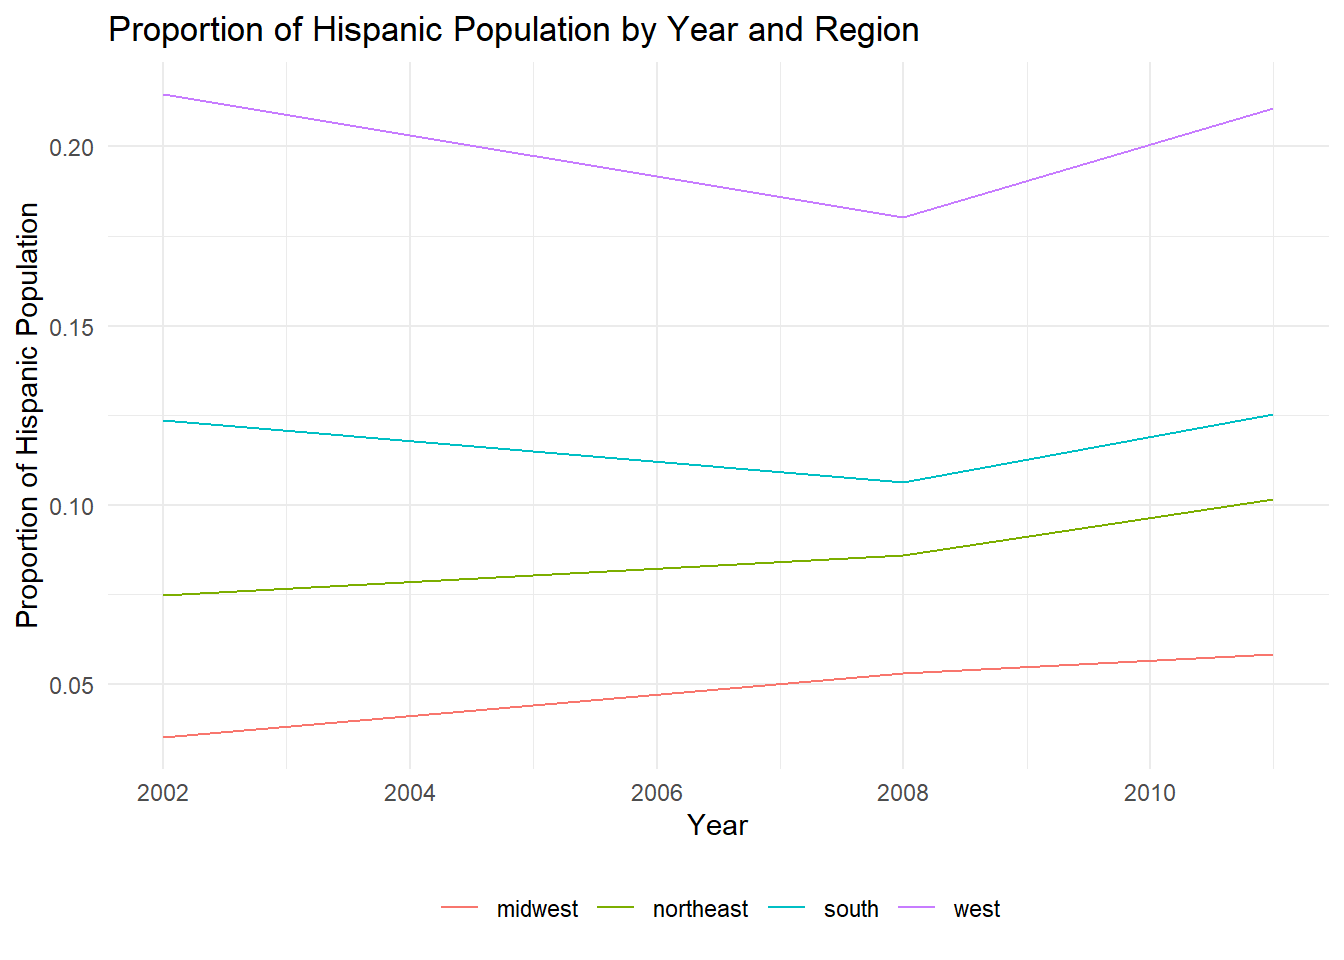 Proportion of Hispanic Population by Year and Region
Proportion of Hispanic Population
0.20
0.15
0.10
0.05
2002 2004 2006 2008 2010
Year
midwest northeast south west